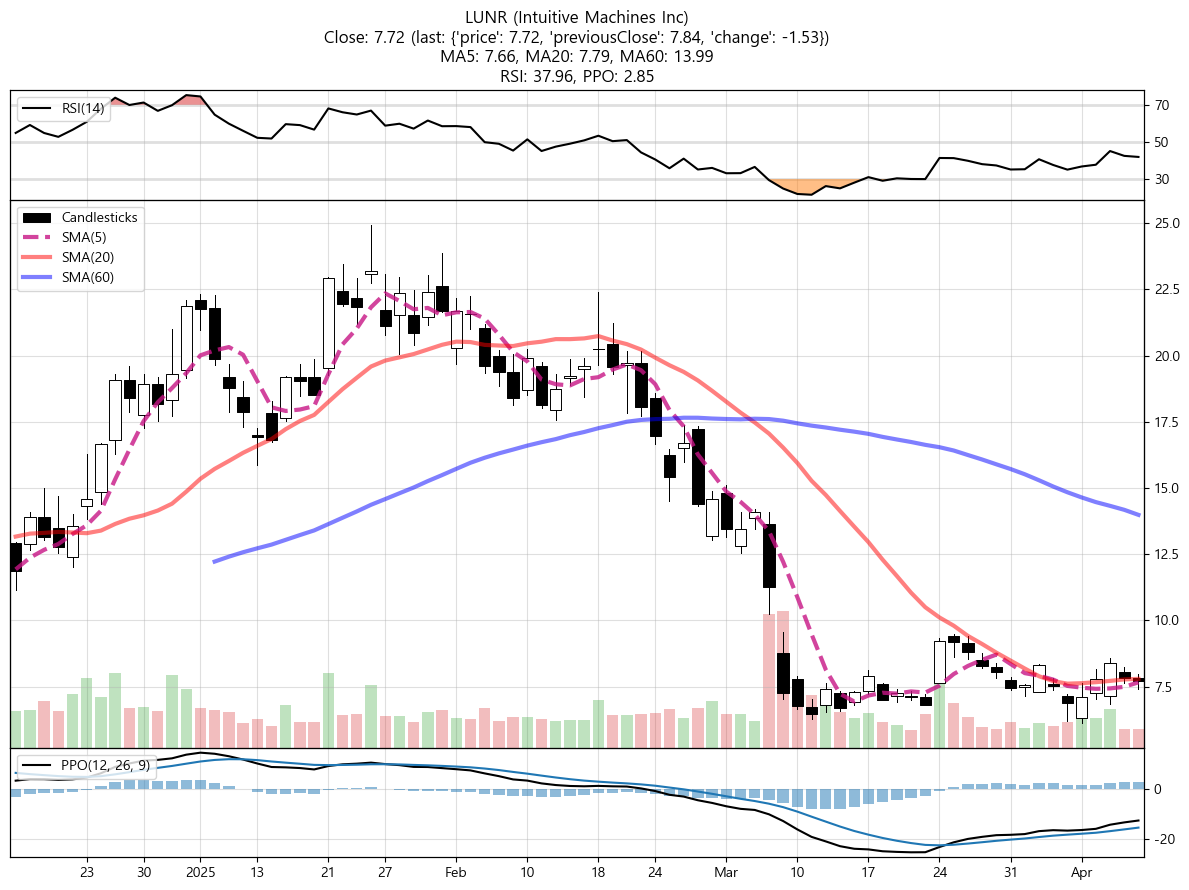 LUNR (Intuitive Machines Inc)
Close: 7.72 (last: {'price': 7.72, 'previousClose': 7.84, 'change': -1.53})
MA5: 7.66, MA20: 7.79, MA60: 13.99
RSI: 37.96, PPO: 2.85
RSI(14)
70
50
30
Candlesticks
SMA(5)
SMA(20)
SMA(60)
25.0
22.5
20.0
17.5
15.0
12.5
10.0
7.5
PPO(12, 26, 9)
0
-20
23 30 2025 13 21 27 Feb 10 18 24 Mar 10 17 24 31 Apr